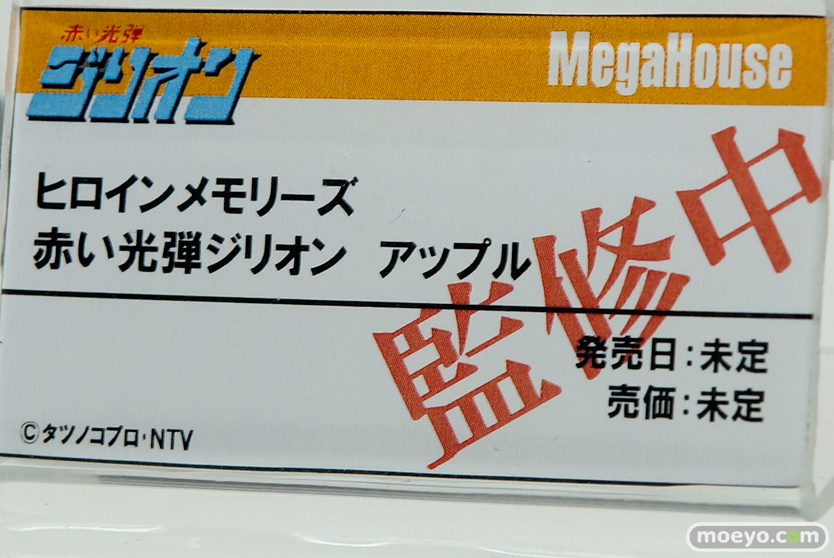 赤い光弾
ジリオン
MegaHouse
ヒロインメモリーズ
赤い光弾ジリオン アップル
監修中
発売日：未定
売価：未定
©タツノコプロ・NTV
moeyo.com